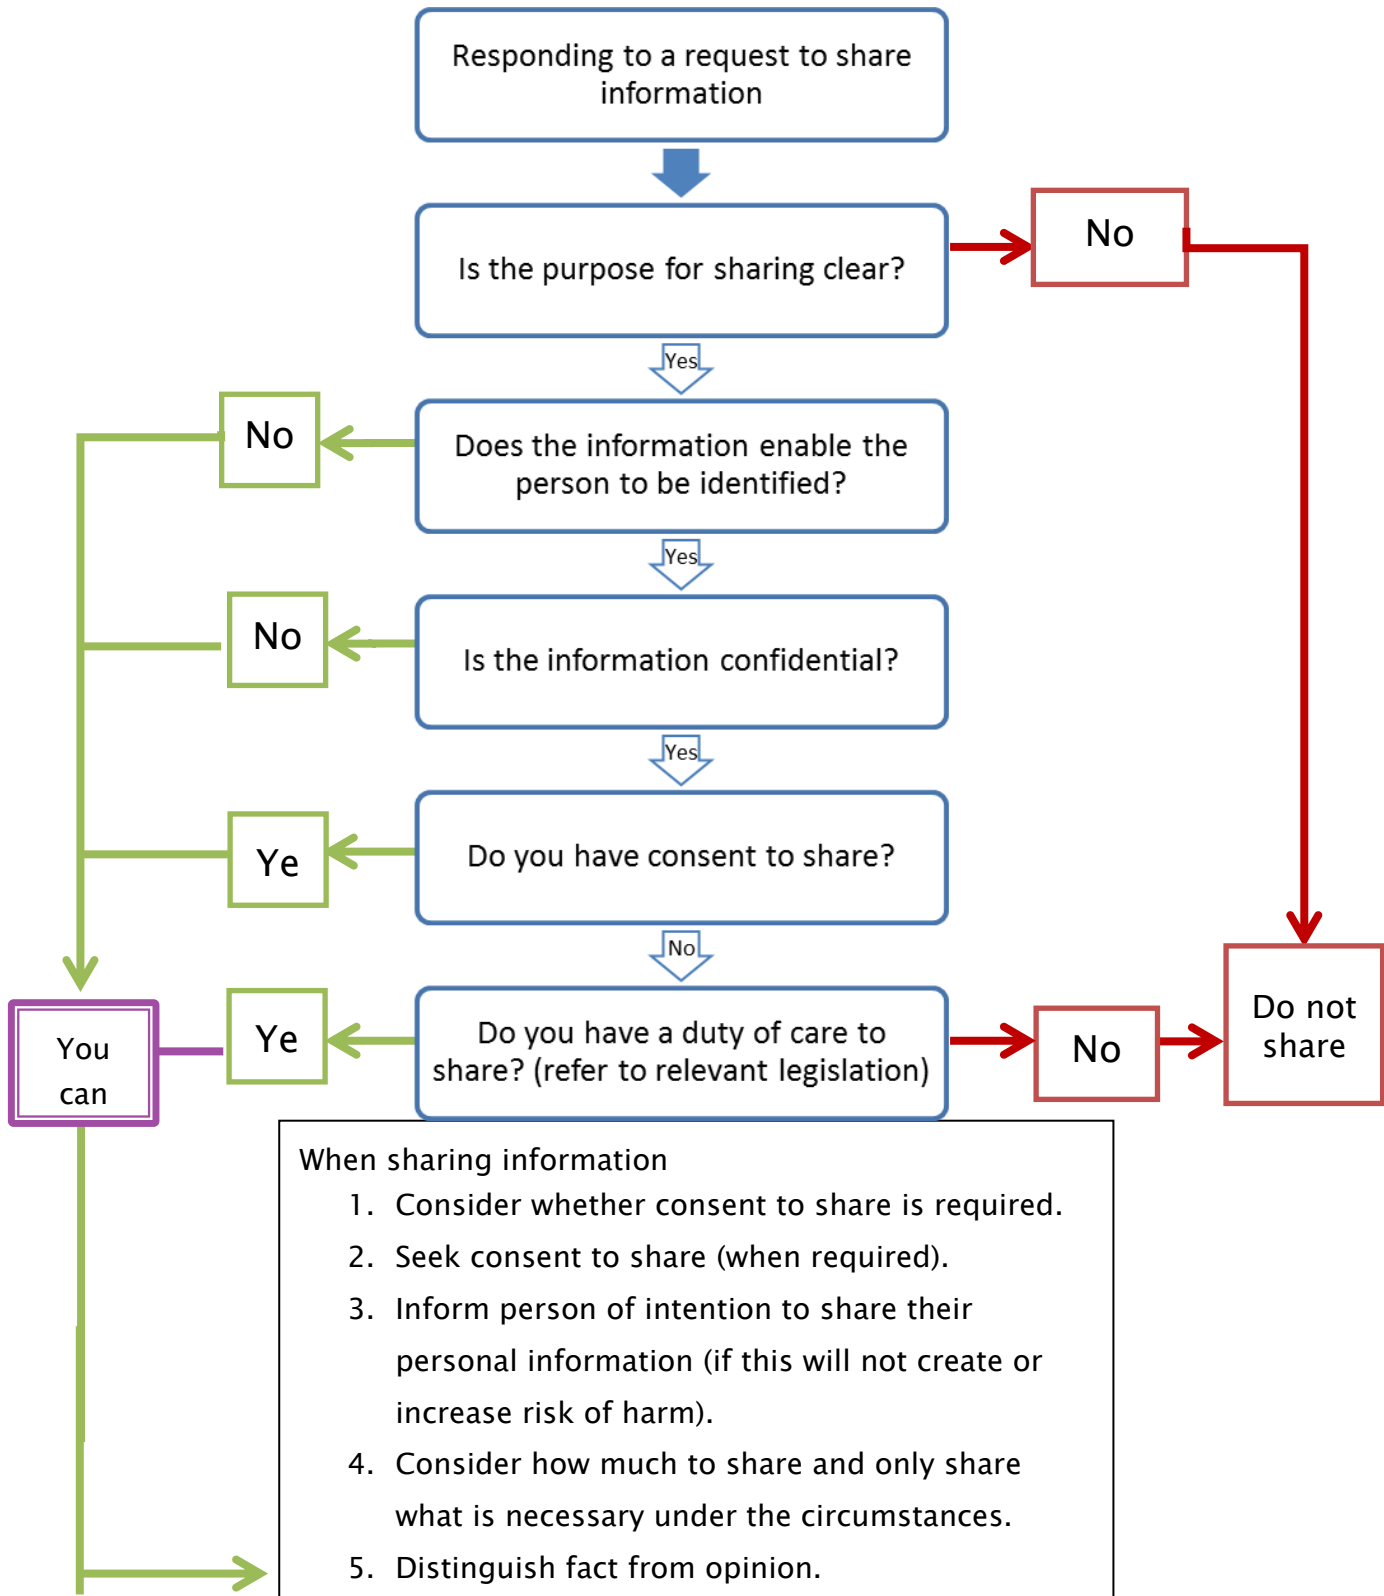 Responding to a request to share
information
Is the purpose for sharing clear?
No
Yes
No
Does the information enable the
person to be identified?
Yes
No
Is the information confidential?
Yes
Ye
Do you have consent to share?
No
You
can
Ye
Do you have a duty of care to
share? (refer to relevant legislation)
No
Do not
share
When sharing information
1. Consider whether consent to share is required.
2. Seek consent to share (when required).
3. Inform person of intention to share their
personal information (if this will not create or
increase risk of harm).
4. Consider how much to share and only share
what is necessary under the circumstances.
5. Distinguish fact from opinion.